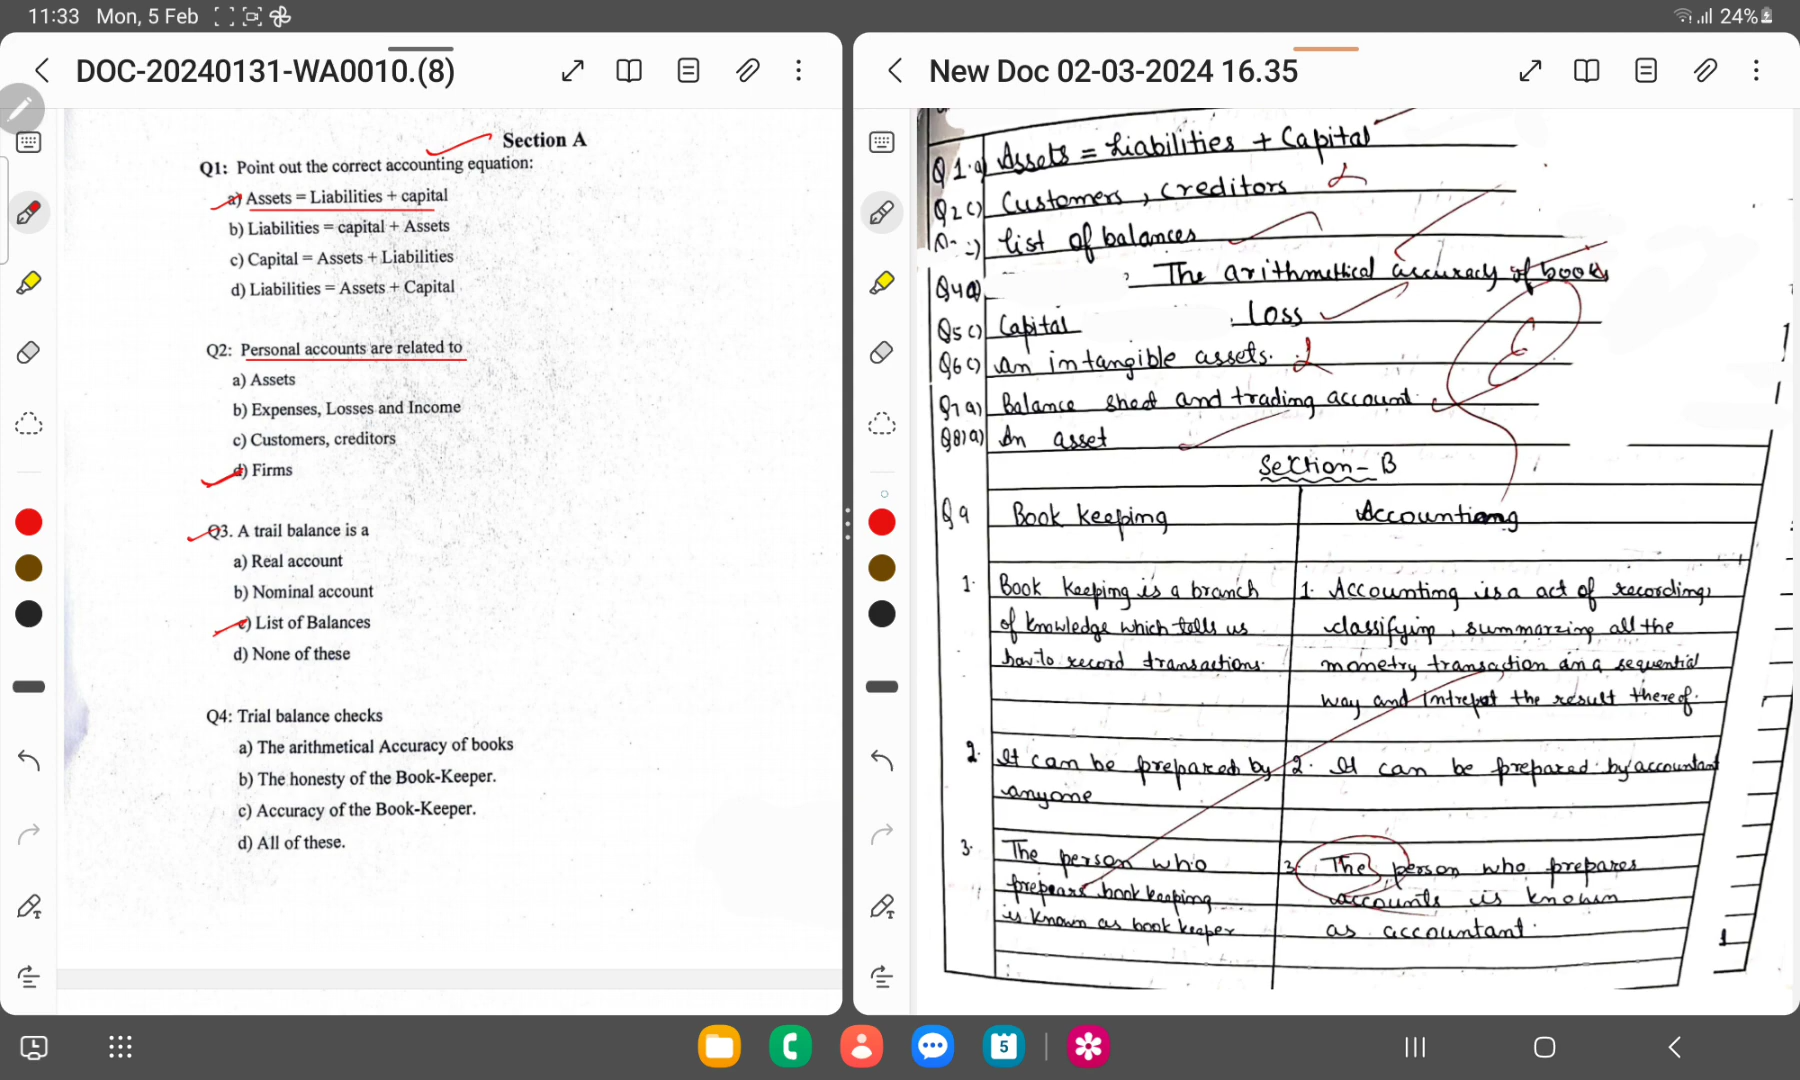 11:33 Mon, 5 Feb
24%
DOC-20240131-WA0010.(8)
Section A
Q1: Point out the correct accounting equation:
a) Assets = Liabilities + capital
b) Liabilities = capital + Assets
c) Capital = Assets + Liabilities
d) Liabilities = Assets + Capital
Q2: Personal accounts are related to
a) Assets
b) Expenses, Losses and Income
c) Customers, creditors
d) Firms
Q3. A trail balance is a
a) Real account
b) Nominal account
c) List of Balances
d) None of these
Q4: Trial balance checks
a) The arithmetical Accuracy of books
b) The honesty of the Book-Keeper.
c) Accuracy of the Book-Keeper.
d) All of these.
New Doc 02-03-2024 16.35
Q1.a) Assets = Liabilities + Capital
Q2 c) Customers, creditors
List of balances
Q4 a) The arithmettical accuracy of books
Q5 c) Capital Loss
Q6 c) An intangible assets.
Q7 a) Balance sheet and trading account
Q8) a) An asset
Section-B
Q9 Book keeping Accountiong
1. Book keeping is a branch 1. Accounting is a act of recording,
of knowledge which tells us classifying, summarzing all the
how to record transactions. monetry transaction in a sequential
way and intrepet the result thereof.
2. It can be prepared by 2. It can be prepared by accountant
anyone
3. The person who 3. The person who prepares
prepears book keeping accounts is known
is known as book keeper as accountant.
1
5